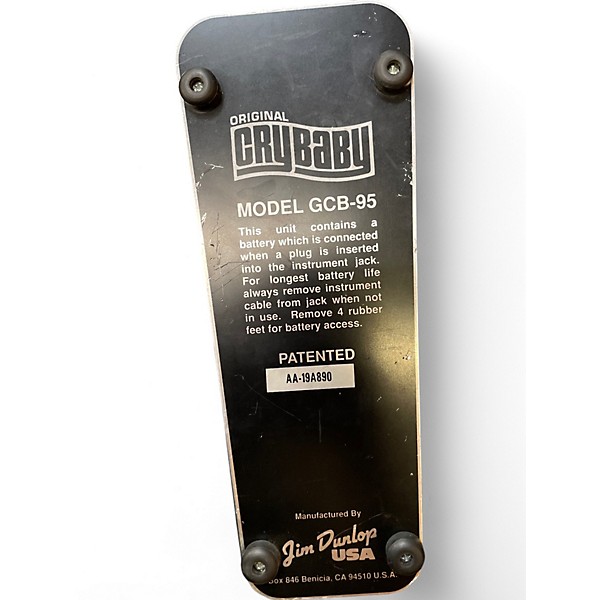 ORIGINAL
CRYBABY
MODEL GCB-95
This unit contains a
battery which is connected
when a plug is inserted
into the instrument jack.
For longest battery life
always remove instrument
cable from jack when not
in use. Remove 4 rubber
feet for battery access.
PATENTED
AA-19A890
Manufactured By
Jim Dunlop
USA
Box 846 Benicia, CA 94510 U.S.A.